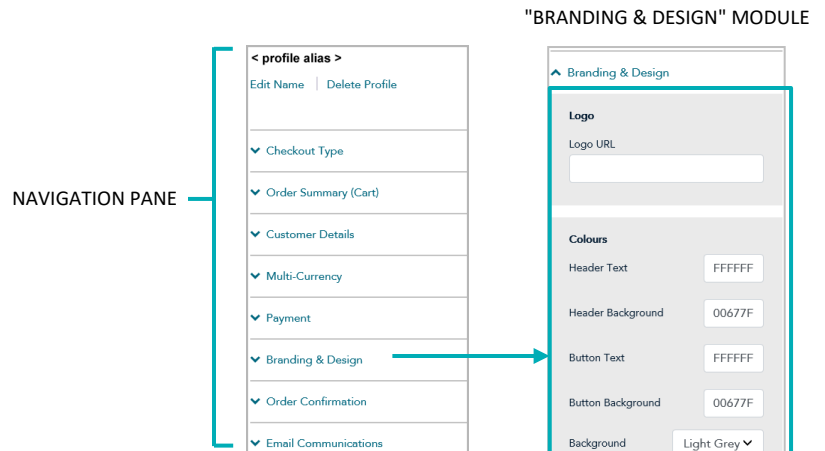 "BRANDING & DESIGN" MODULE
NAVIGATION PANE
< profile alias >
Edit Name | Delete Profile
Checkout Type
Order Summary (Cart)
Customer Details
Multi-Currency
Payment
Branding & Design
Order Confirmation
Email Communications
Branding & Design
Logo
Logo URL
Colours
Header Text FFFFFF
Header Background 00677F
Button Text FFFFFF
Button Background 00677F
Background Light Grey